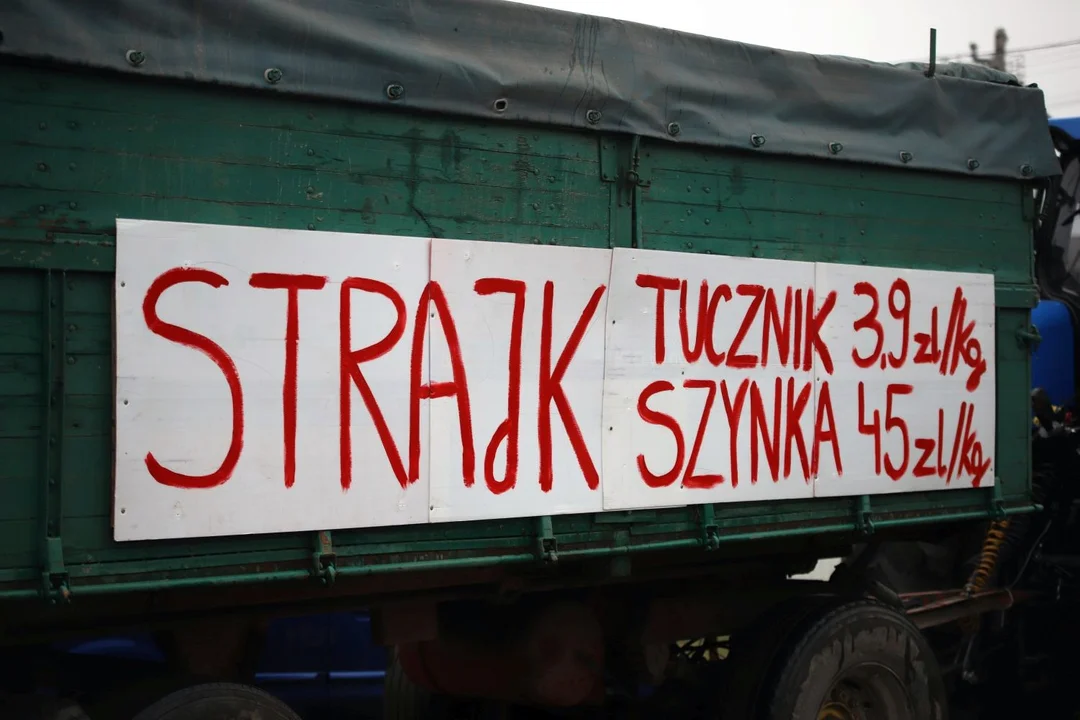 STRAJK
TUCZNIK 3,9 zł/kg
SZYNKA 45 zł/kg